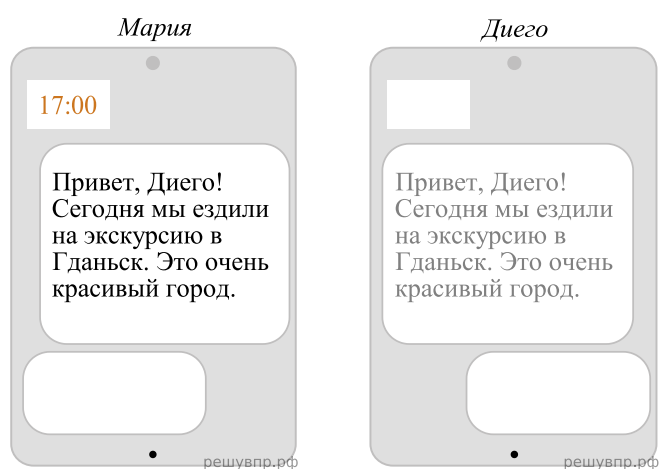 Мария
17:00
Привет, Диего!
Сегодня мы ездили
на экскурсию в
Гданьск. Это очень
красивый город.
решувпр.рф
Диего
Привет, Диего!
Сегодня мы ездили
на экскурсию в
Гданьск. Это очень
красивый город.
решувпр.рф